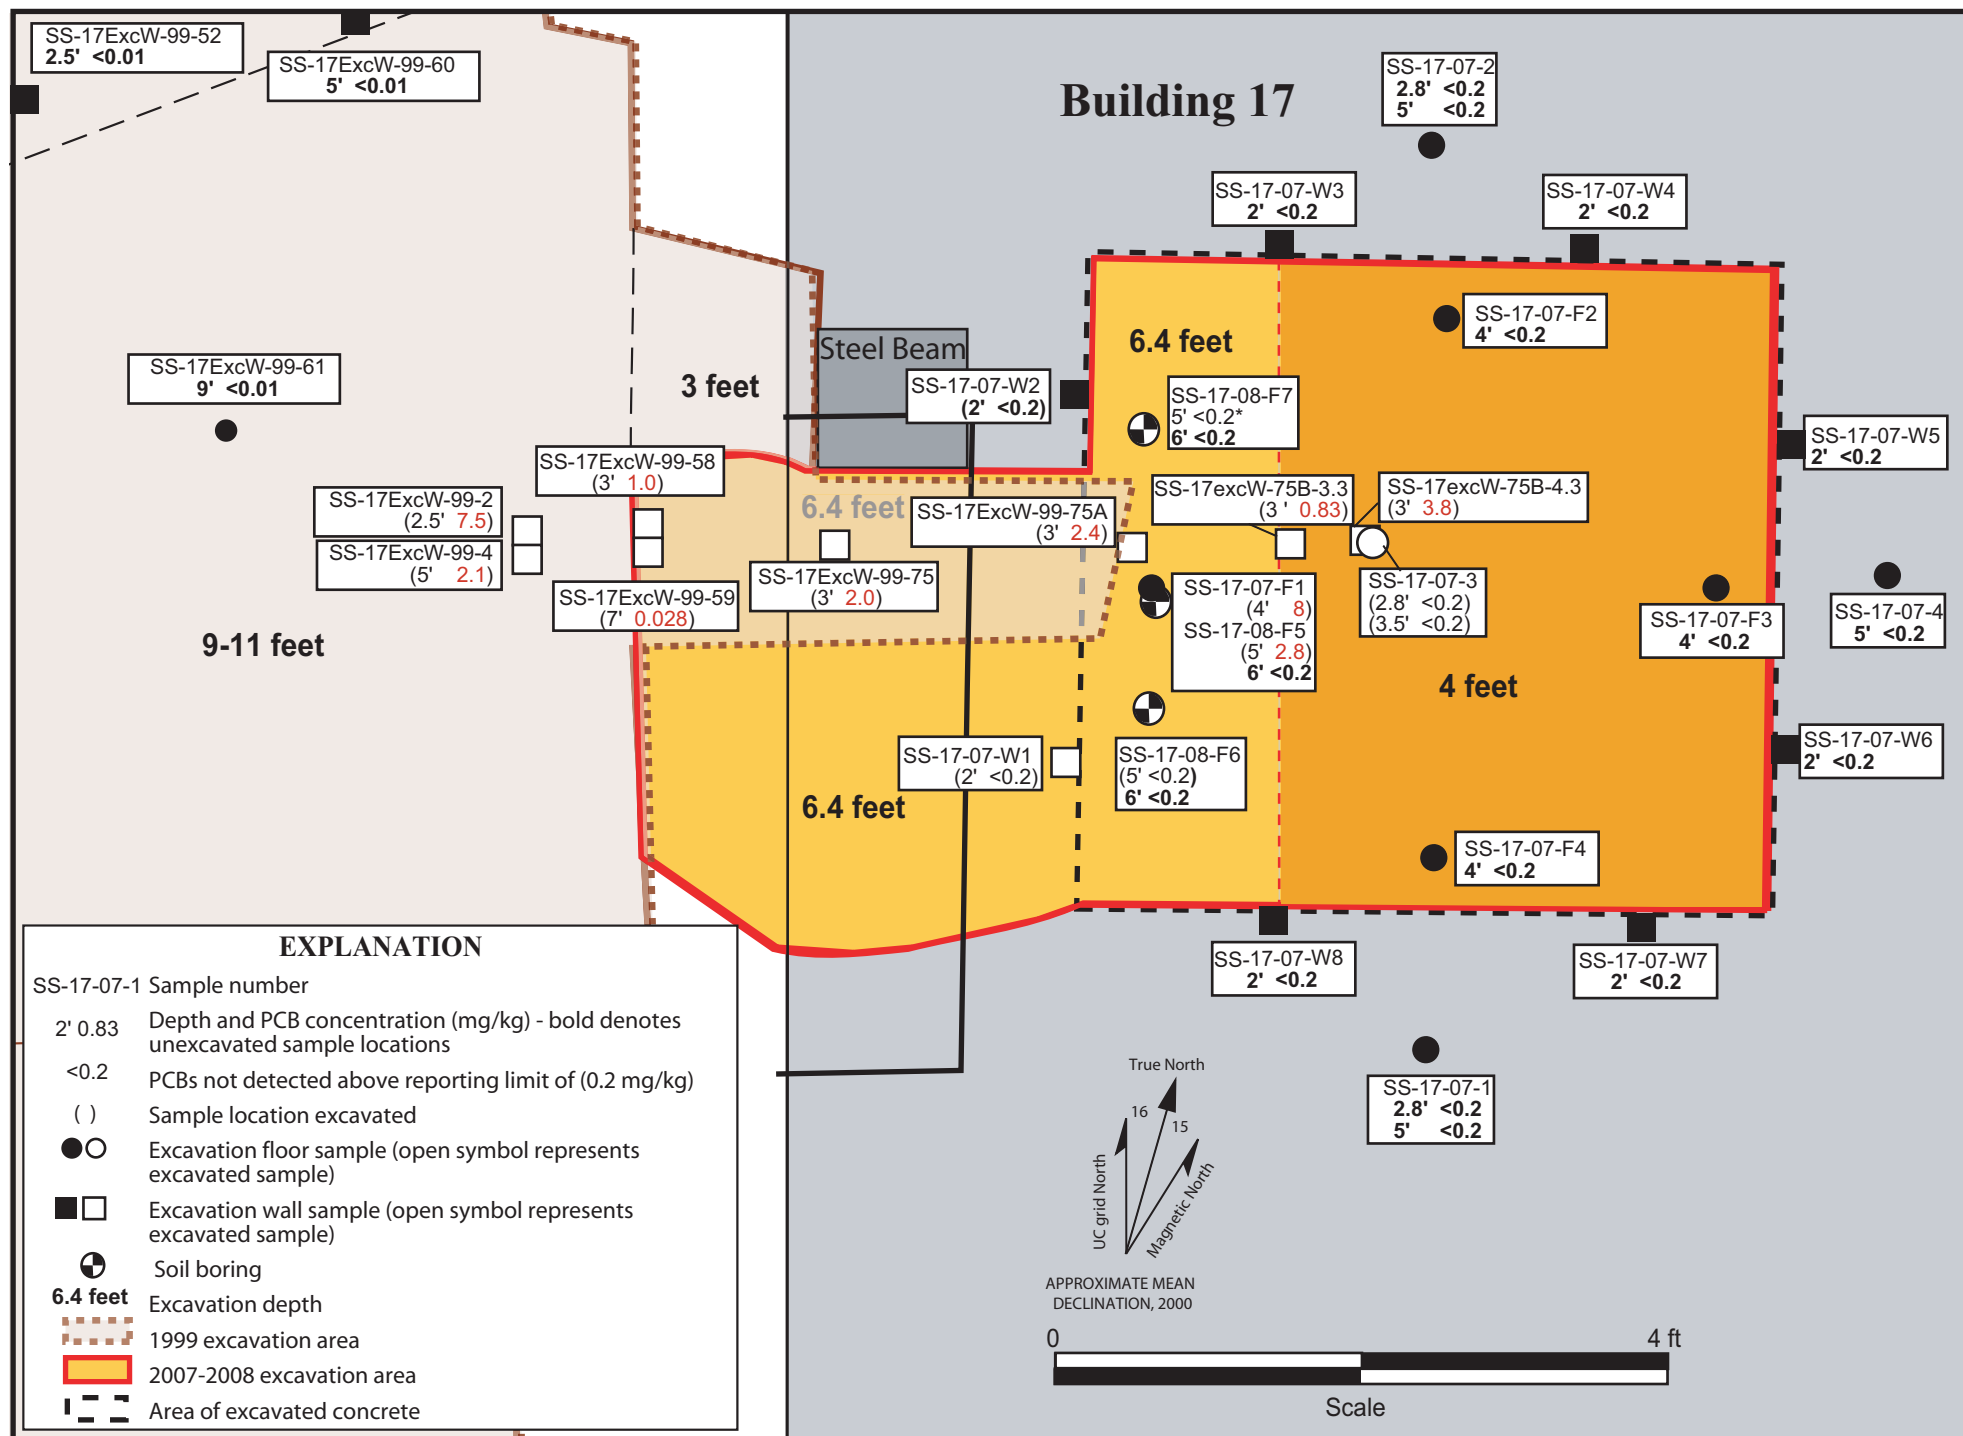 SS-17ExcW-99-52
2.5' <0.01
SS-17ExcW-99-60
5' <0.01
Building 17
SS-17-07-2
2.8' <0.2
5' <0.2
SS-17-07-W3
2' <0.2
SS-17-07-W4
2' <0.2
SS-17-07-F2
4' <0.2
6.4 feet
Steel Beam
SS-17ExcW-99-61
9' <0.01
3 feet
SS-17-07-W2
(2' <0.2)
SS-17-08-F7
5' <0.2*
6' <0.2
SS-17-07-W5
2' <0.2
SS-17ExcW-99-58
(3' 1.0)
SS-17ExcW-99-2
(2.5' 7.5)
SS-17ExcW-99-4
(5' 2.1)
6.4 feet
SS-17ExcW-99-75A
(3' 2.4)
SS-17excW-75B-3.3
(3 ' 0.83)
SS-17excW-75B-4.3
(3' 3.8)
SS-17ExcW-99-59
(7' 0.028)
SS-17ExcW-99-75
(3' 2.0)
SS-17-07-F1
(4' 8)
SS-17-08-F5
(5' 2.8)
6' <0.2
SS-17-07-3
(2.8' <0.2)
(3.5' <0.2)
SS-17-07-F3
4' <0.2
SS-17-07-4
5' <0.2
9-11 feet
4 feet
SS-17-07-W1
(2' <0.2)
SS-17-08-F6
(5' <0.2)
6' <0.2
SS-17-07-W6
2' <0.2
6.4 feet
SS-17-07-F4
4' <0.2
SS-17-07-W8
2' <0.2
SS-17-07-W7
2' <0.2
SS-17-07-1
2.8' <0.2
5' <0.2
EXPLANATION
SS-17-07-1 Sample number
2' 0.83 Depth and PCB concentration (mg/kg) - bold denotes
unexcavated sample locations
<0.2 PCBs not detected above reporting limit of (0.2 mg/kg)
( ) Sample location excavated
Excavation floor sample (open symbol represents
excavated sample)
Excavation wall sample (open symbol represents
excavated sample)
Soil boring
6.4 feet Excavation depth
1999 excavation area
2007-2008 excavation area
Area of excavated concrete
True North
16
15
UC grid North
Magnetic North
APPROXIMATE MEAN
DECLINATION, 2000
0 4 ft
Scale